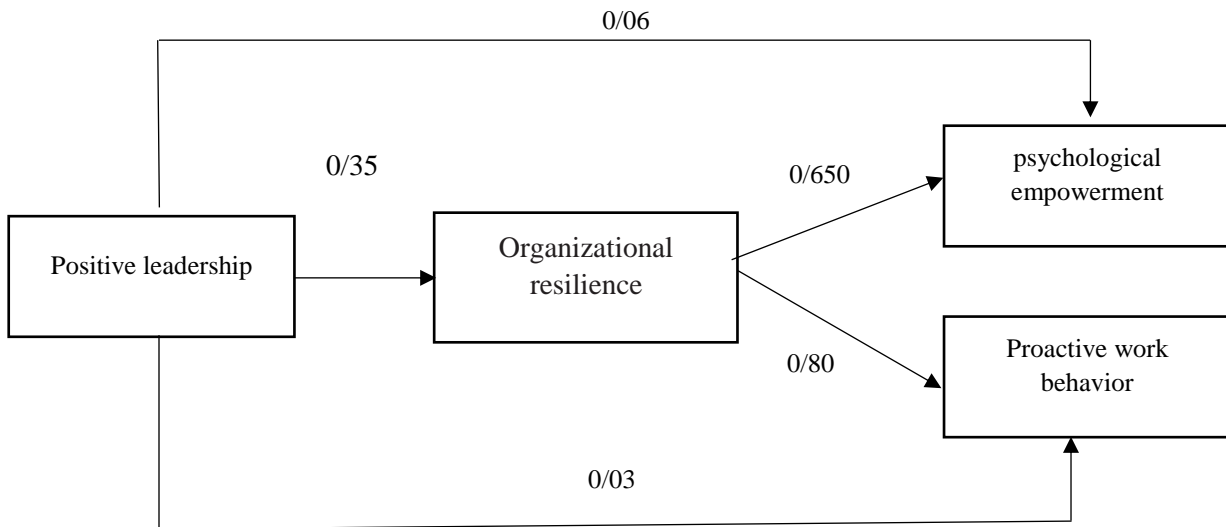 0/06
0/35
0/650
psychological
empowerment
Positive leadership
Organizational
resilience
0/80
Proactive work
behavior
0/03